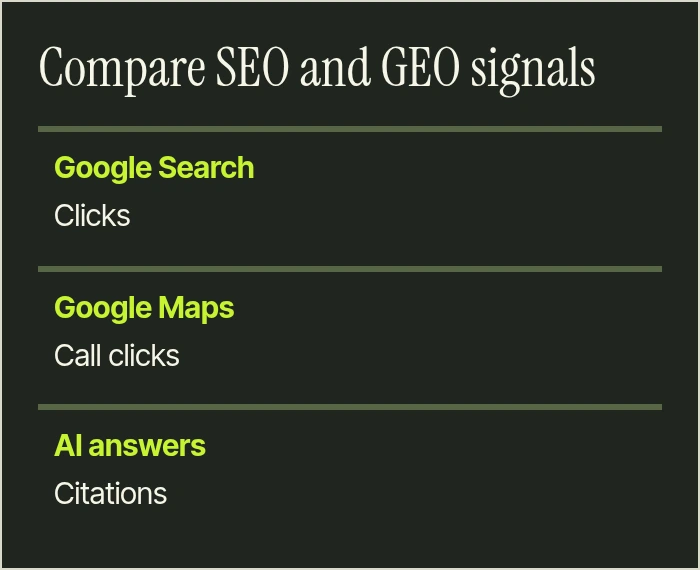 Compare SEO and GEO signals
Google Search
Clicks
Google Maps
Call clicks
AI answers
Citations